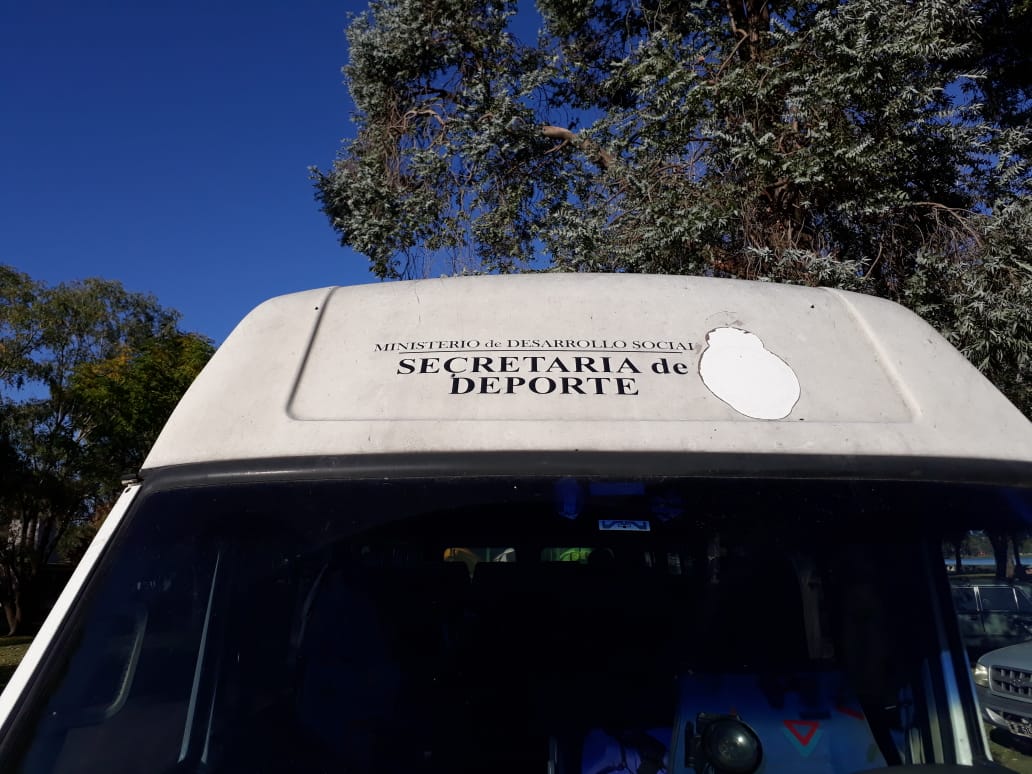 MINISTERIO de DESARROLLO SOCIAL
SECRETARIA de
DEPORTE